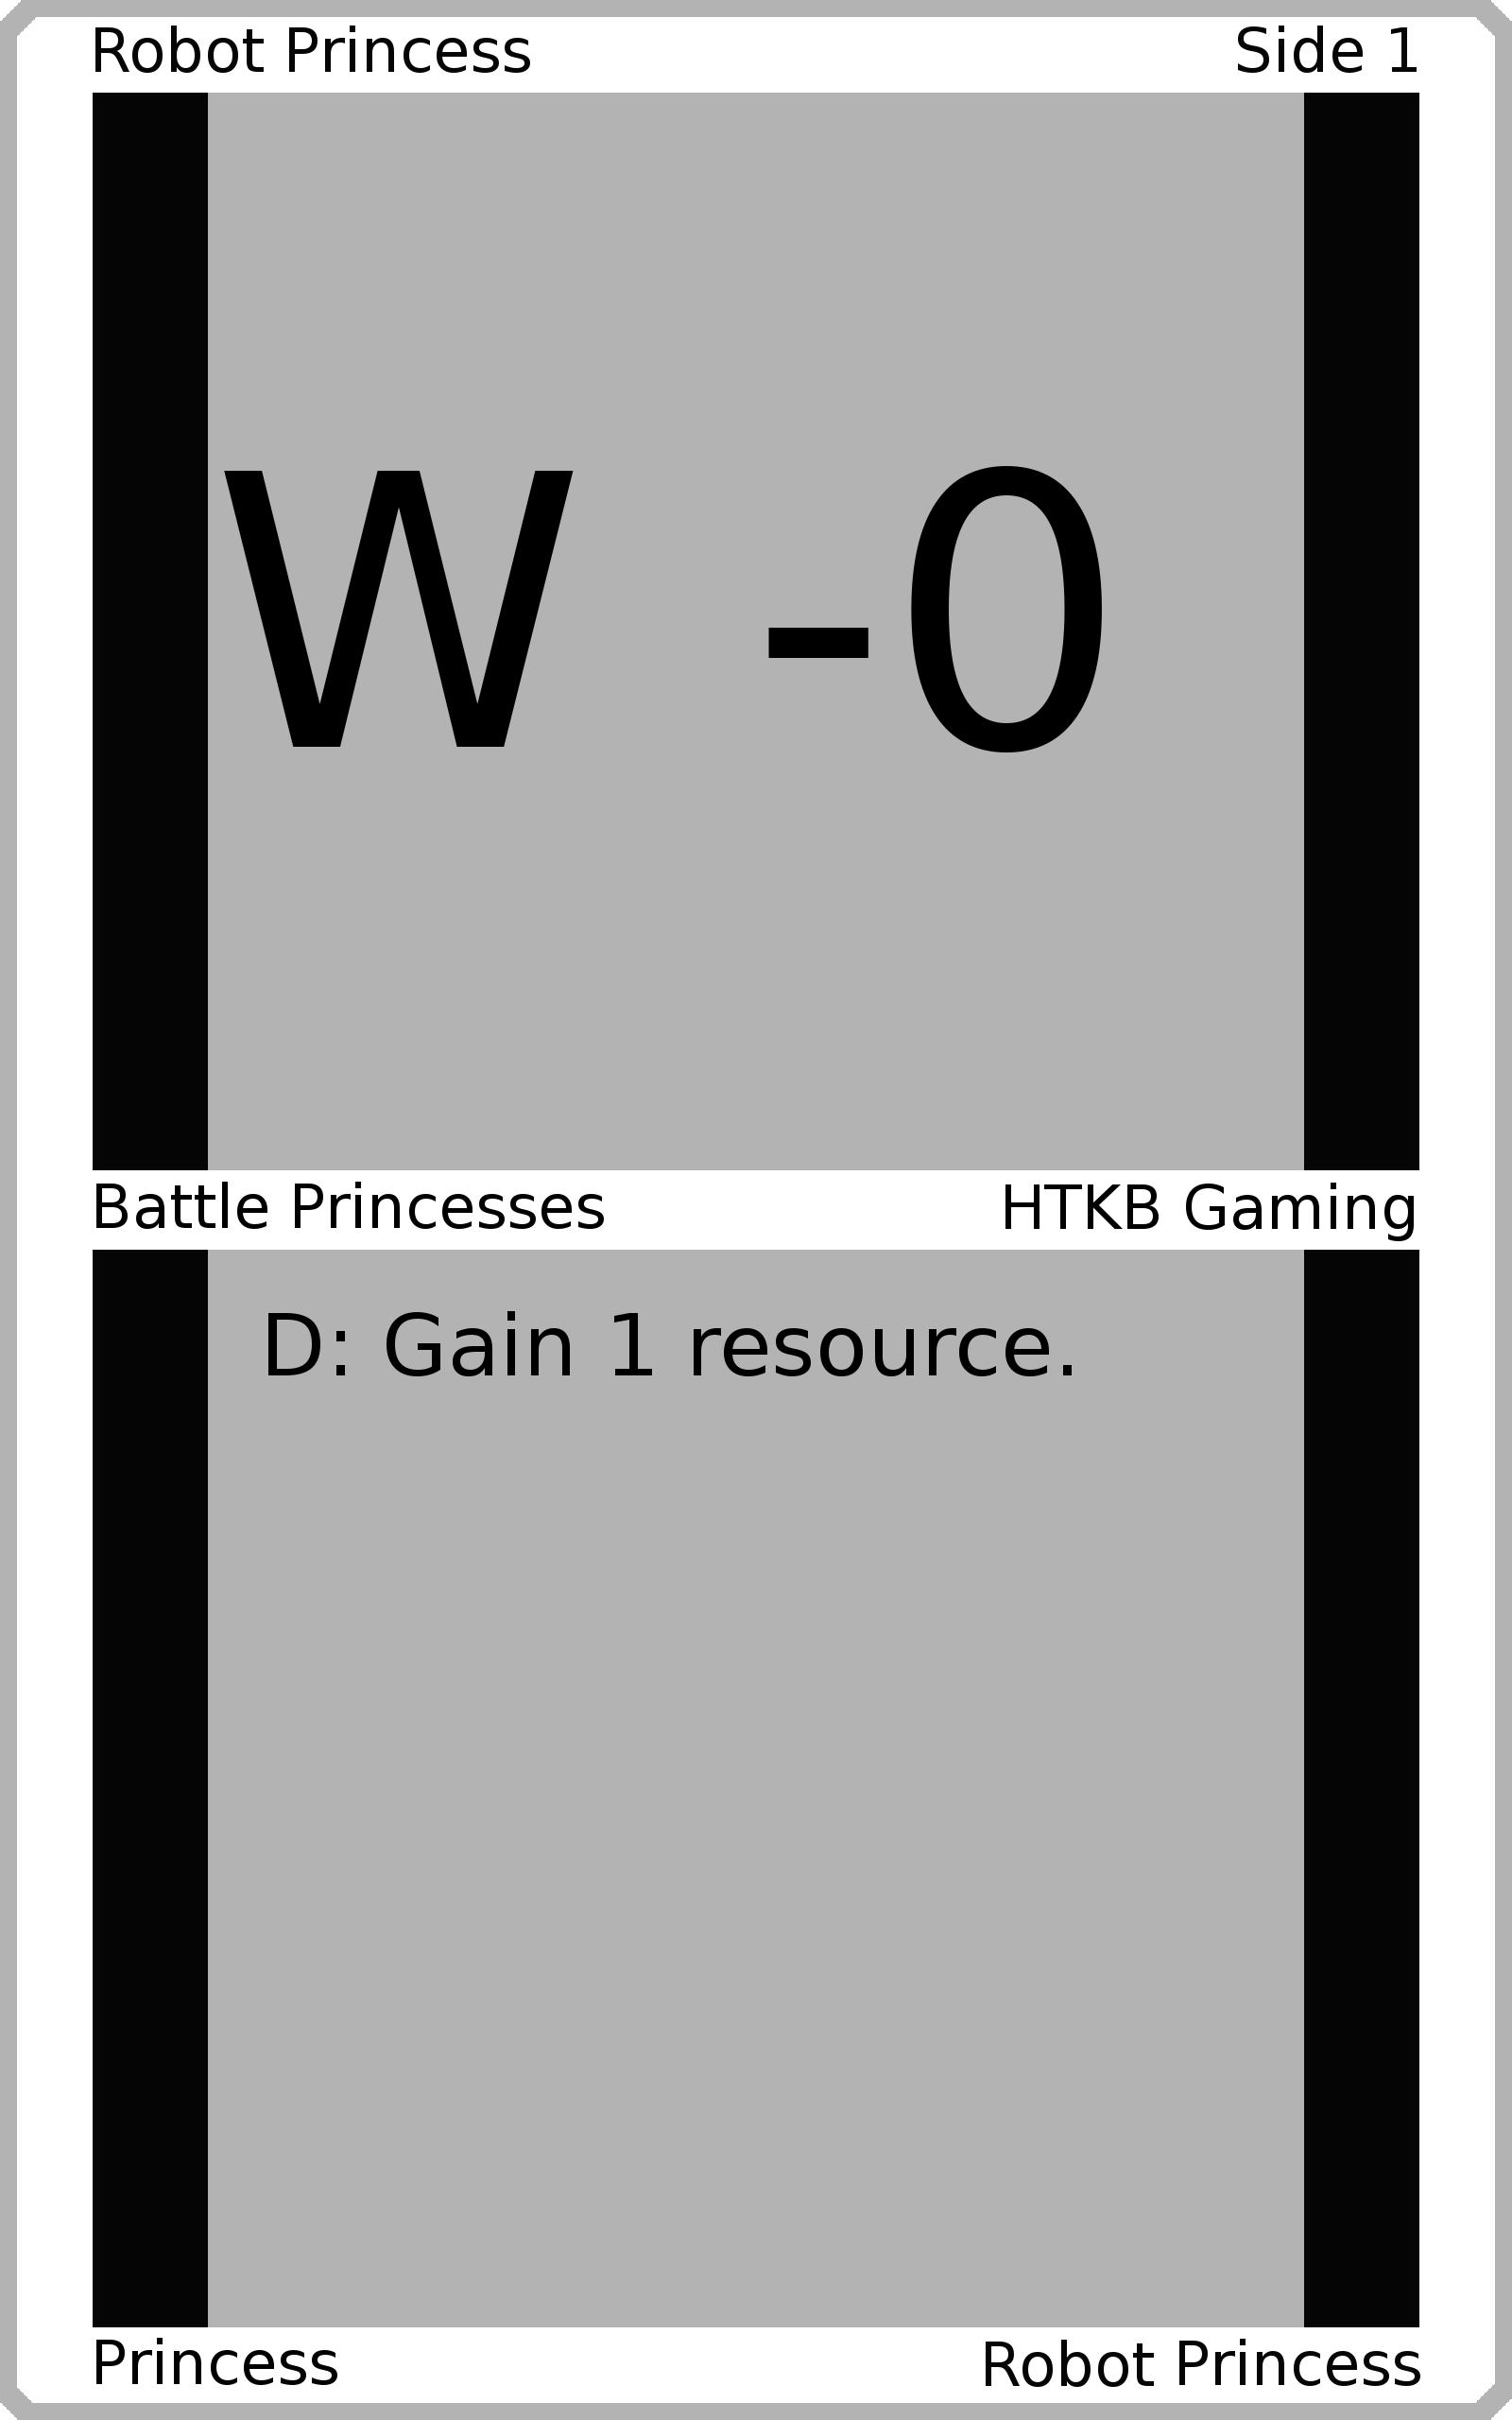 Robot Princess Side 1
W -0
Battle Princesses HTKB Gaming
D: Gain 1 resource.
Princess Robot Princess